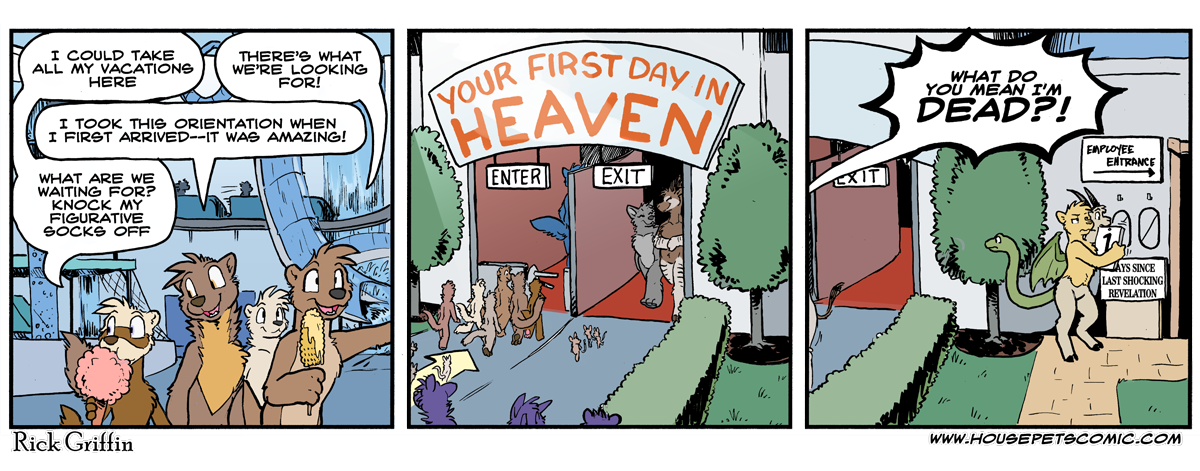 I COULD TAKE
ALL MY VACATIONS
HERE
THERE'S WHAT
WE'RE LOOKING
FOR!
I TOOK THIS ORIENTATION WHEN
I FIRST ARRIVED--IT WAS AMAZING!
WHAT ARE WE
WAITING FOR?
KNOCK MY
FIGURATIVE
SOCKS OFF
YOUR FIRST DAY IN
HEAVEN
ENTER
EXIT
WHAT DO
YOU MEAN I'M
DEAD?!
EXIT
EMPLOYEE
ENTRANCE
1
DAYS SINCE
LAST SHOCKING
REVELATION
Rick Griffin
WWW.HOUSEPETSCOMIC.COM